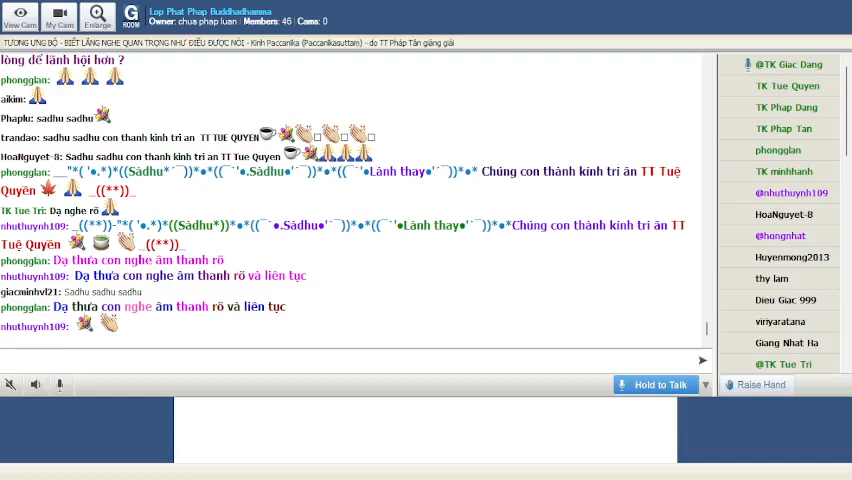 Lop Phat Phap Buddhadhamma
Owner: chua phap luan | Members: 46 | Cams: 0
View Cam
My Cam
Enlarge
G
ROOM
TƯƠNG ƯNG BỘ - BIẾT LẮNG NGHE QUAN TRỌNG NHƯ ĐIỀU ĐƯỢC NÓI - Kinh Paccanika (Paccanikasuttam) - do TT Pháp Tân giảng giải
lòng để lãnh hội hơn ?
phongglan:
aikim:
Phaplu: sadhu sadhu
trandao: sadhu sadhu con thanh kinh tri an TT TUE QUYEN
HoaNguyet-8: Sadhu sadhu con thanh kinh tri an TT Tue Quyen
phongglan: __"*( '●.*)*((Sàdhu*´¯))*●*((¯`'●.Sàdhu●'´¯))*●*((¯`'●Lành thay●'´¯))*●* Chúng con thành kính tri ân TT Tuệ
Quyền _((**))_
TK Tue Tri: Dạ nghe rõ
nhuthuynh109: _((**))-"*( '●.*)*((Sàdhu*))*●*((¯`●.Sàdhu●'´¯))*●*((¯`'●Lành thay●'´¯))*●*Chúng con thành kính tri ân TT
Tuệ Quyền _((**))_
phongglan: Dạ thưa con nghe âm thanh rõ
nhuthuynh109: Dạ thưa con nghe âm thanh rõ và liên tục
giacminhvl21: Sadhu sadhu sadhu
phongglan: Dạ thưa con nghe âm thanh rõ và liên tục
nhuthuynh109:
@TK Giac Dang
TK Tue Quyen
TK Phap Dang
TK Phap Tan
phongglan
TK minhhanh
@nhuthuynh109
HoaNguyet-8
@hongnhat
Huyenmong2013
thy lam
Dieu Giac 999
viriyaratana
Giang Nhat Ha
@TK Tue Tri
Hold to Talk
Raise Hand